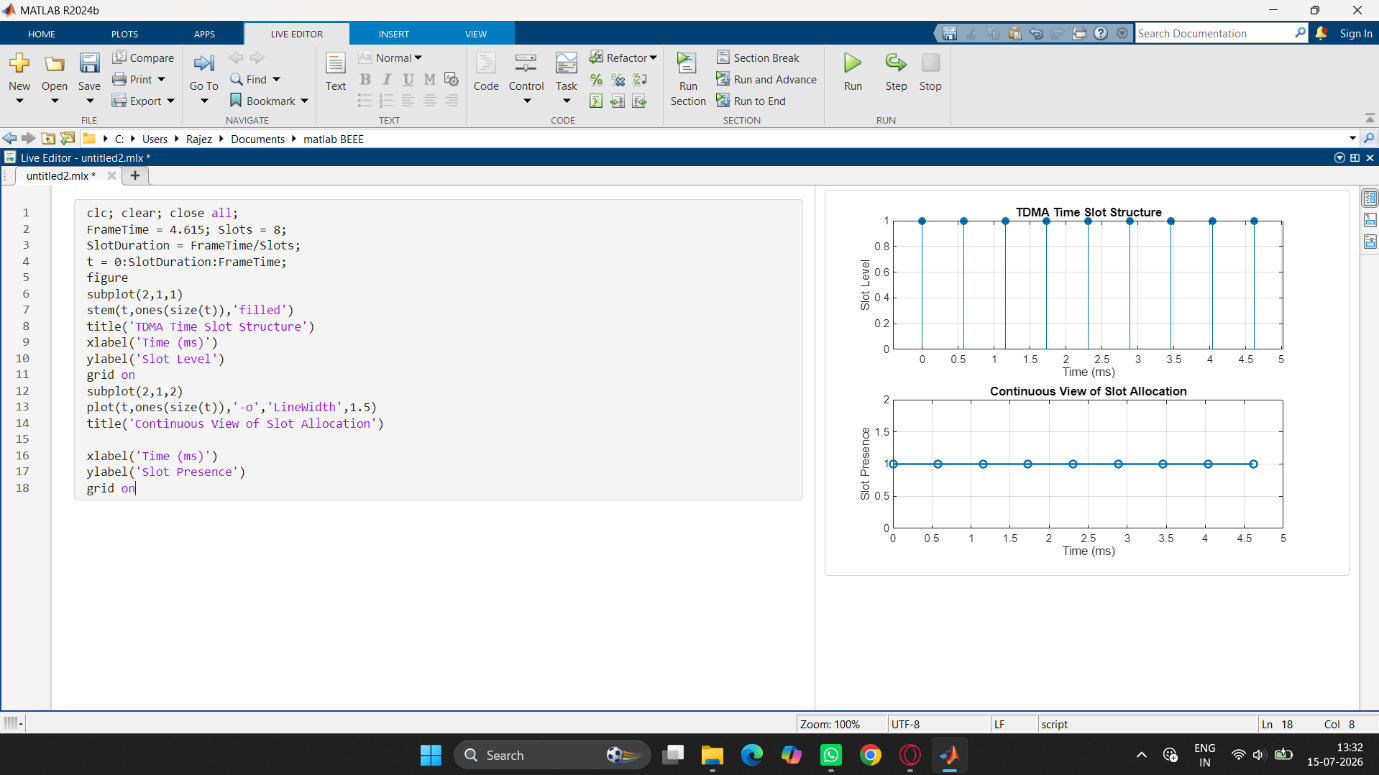 MATLAB R2024b
HOME PLOTS APPS LIVE EDITOR INSERT VIEW Search Documentation Sign In
New Open Save Compare Print Export
FILE
Go To Find Bookmark
NAVIGATE
Text Aa Normal B I U M
TEXT
Code Control Task Refactor
CODE
Run Section Section Break Run and Advance Run to End
SECTION
Run Step Stop
RUN
C: Users Rajez Documents matlab BEEE
Live Editor - untitled2.mlx *
untitled2.mlx *
1 clc; clear; close all;
2 FrameTime = 4.615; Slots = 8;
3 SlotDuration = FrameTime/Slots;
4 t = 0:SlotDuration:FrameTime;
5 figure
6 subplot(2,1,1)
7 stem(t,ones(size(t)),'filled')
8 title('TDMA Time Slot Structure')
9 xlabel('Time (ms)')
10 ylabel('Slot Level')
11 grid on
12 subplot(2,1,2)
13 plot(t,ones(size(t)),'-o','LineWidth',1.5)
14 title('Continuous View of Slot Allocation')
15
16 xlabel('Time (ms)')
17 ylabel('Slot Presence')
18 grid on
TDMA Time Slot Structure
1
0.8
0.6
0.4
0.2
0
Slot Level
0 0.5 1 1.5 2 2.5 3 3.5 4 4.5 5
Time (ms)
Continuous View of Slot Allocation
2
1.5
1
0.5
0
Slot Presence
0 0.5 1 1.5 2 2.5 3 3.5 4 4.5 5
Time (ms)
Zoom: 100% UTF-8 LF script Ln 18 Col 8
Search
ENG
IN
13:32
15-07-2026